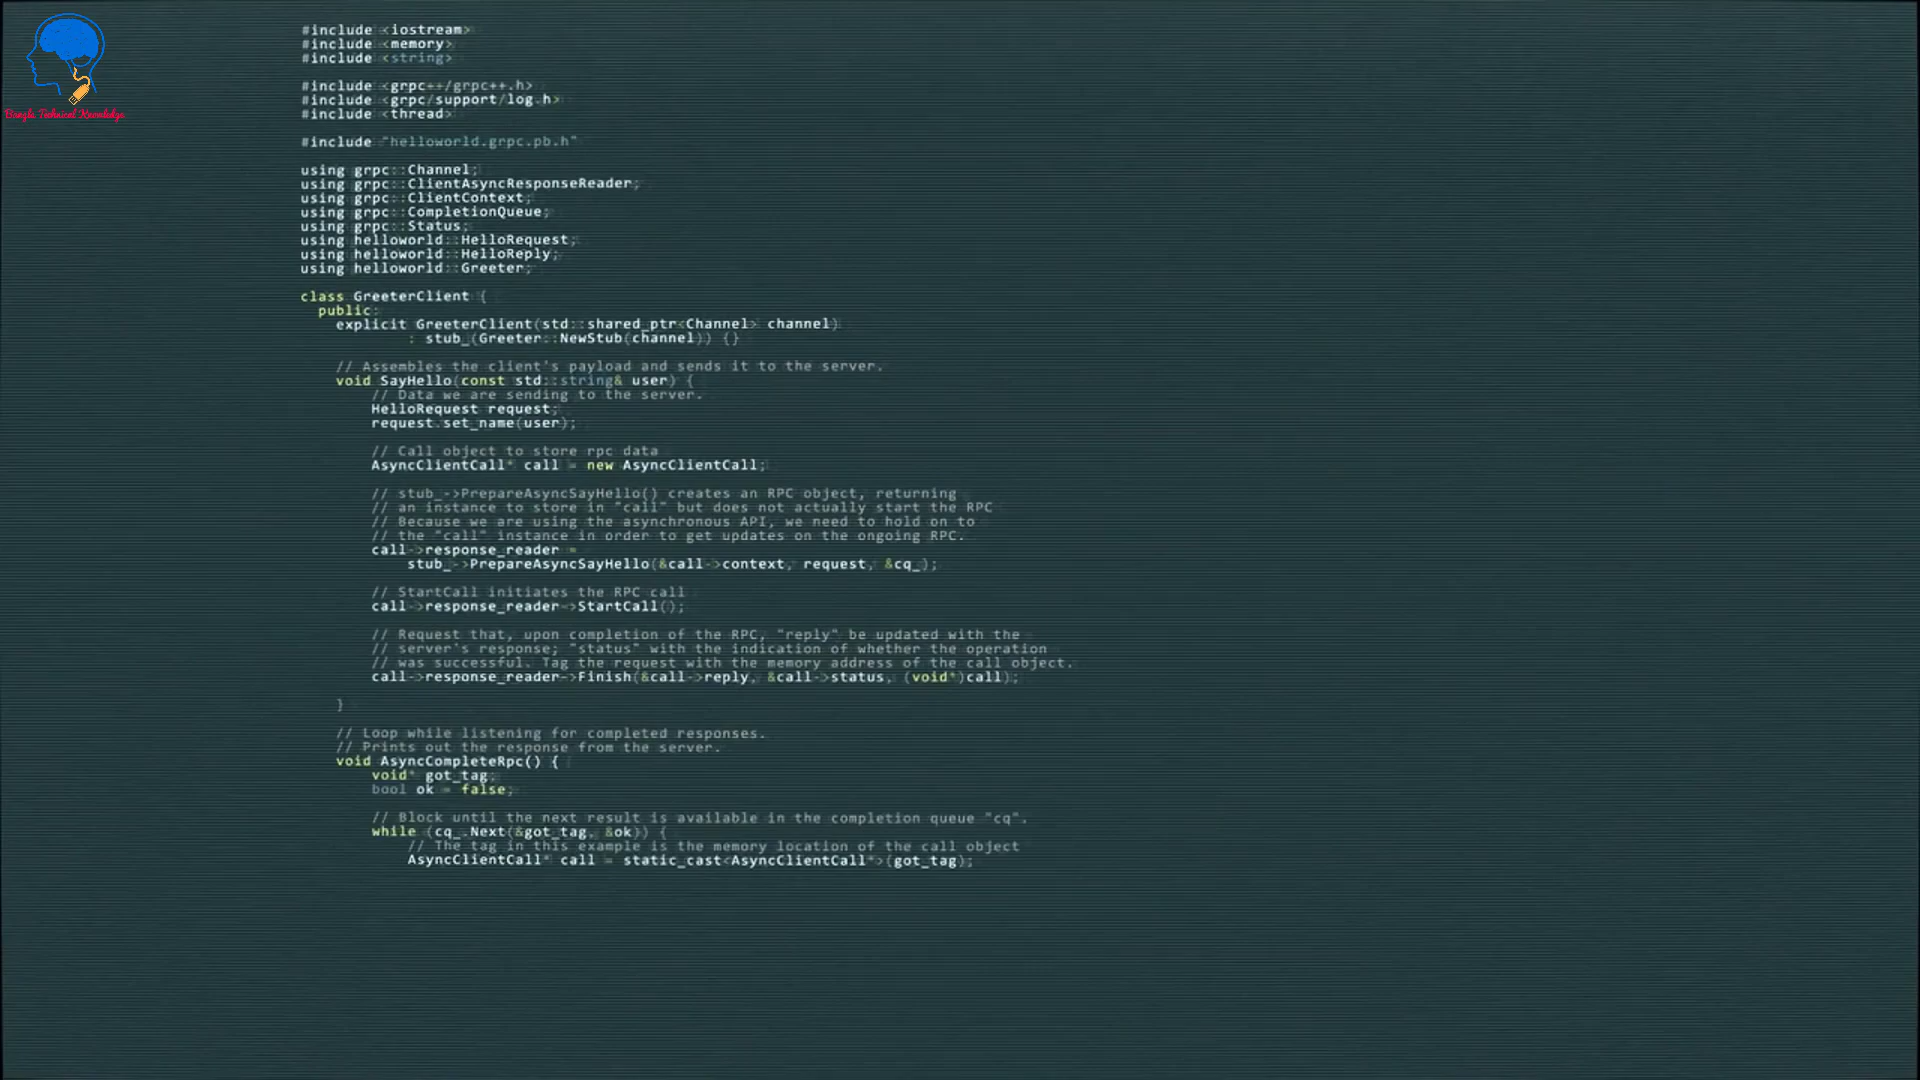 Bangla Technical Knowledge
#include <iostream>
#include <memory>
#include <string>
#include <grpc++/grpc++.h>
#include <grpc/support/log.h>
#include <thread>
#include "helloworld.grpc.pb.h"
using grpc::Channel;
using grpc::ClientAsyncResponseReader;
using grpc::ClientContext;
using grpc::CompletionQueue;
using grpc::Status;
using helloworld::HelloRequest;
using helloworld::HelloReply;
using helloworld::Greeter;
class GreeterClient {
public:
explicit GreeterClient(std::shared_ptr<Channel> channel)
: stub_(Greeter::NewStub(channel)) {}
// Assembles the client's payload and sends it to the server.
void SayHello(const std::string& user) {
// Data we are sending to the server.
HelloRequest request;
request.set_name(user);
// Call object to store rpc data
AsyncClientCall* call = new AsyncClientCall;
// stub_->PrepareAsyncSayHello() creates an RPC object, returning
// an instance to store in "call" but does not actually start the RPC
// Because we are using the asynchronous API, we need to hold on to
// the "call" instance in order to get updates on the ongoing RPC.
call->response_reader =
stub_->PrepareAsyncSayHello(&call->context, request, &cq_);
// StartCall initiates the RPC call
call->response_reader->StartCall();
// Request that, upon completion of the RPC, "reply" be updated with the
// server's response; "status" with the indication of whether the operation
// was successful. Tag the request with the memory address of the call object.
call->response_reader->Finish(&call->reply, &call->status, (void*)call);
}
// Loop while listening for completed responses.
// Prints out the response from the server.
void AsyncCompleteRpc() {
void* got_tag;
bool ok = false;
// Block until the next result is available in the completion queue "cq".
while (cq_.Next(&got_tag, &ok)) {
// The tag in this example is the memory location of the call object
AsyncClientCall* call = static_cast<AsyncClientCall*>(got_tag);